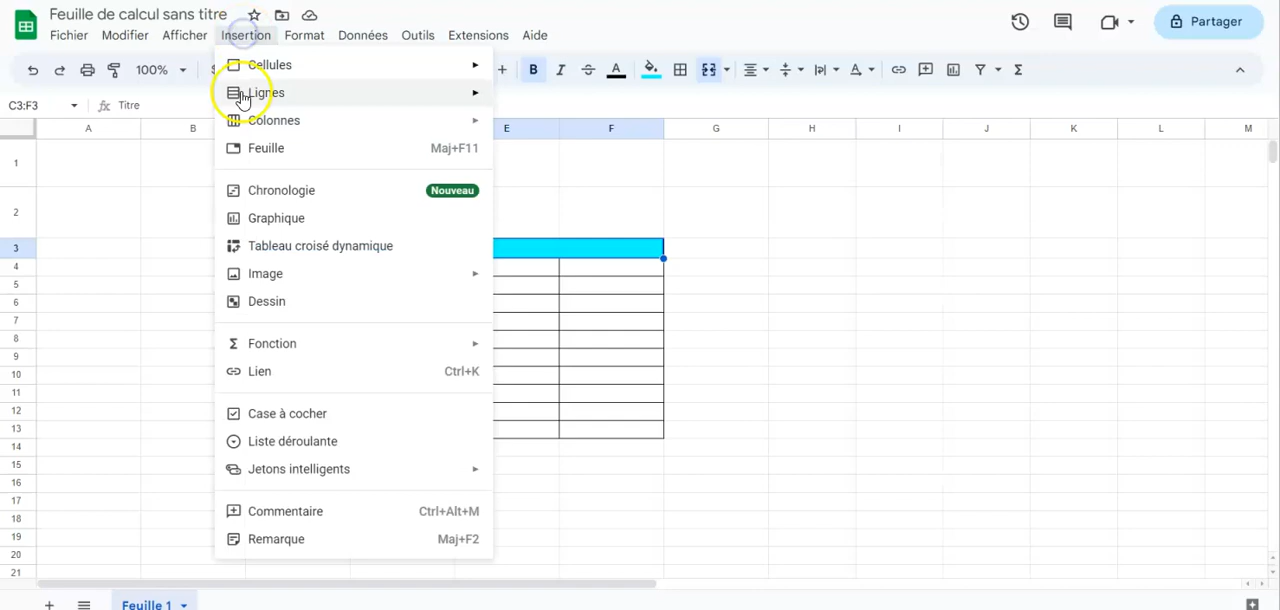 Feuille de calcul sans titre
Fichier Modifier Afficher Insertion Format Données Outils Extensions Aide
Partager
100%
C3:F3 fx Titre
A B E F G H I J K L M
Cellules
Lignes
Colonnes
Feuille Maj+F11
Chronologie Nouveau
Graphique
Tableau croisé dynamique
Image
Dessin
Fonction
Lien Ctrl+K
Case à cocher
Liste déroulante
Jetons intelligents
Commentaire Ctrl+Alt+M
Remarque Maj+F2
1
2
3
4
5
6
7
8
9
10
11
12
13
14
15
16
17
18
19
20
21
Feuille 1